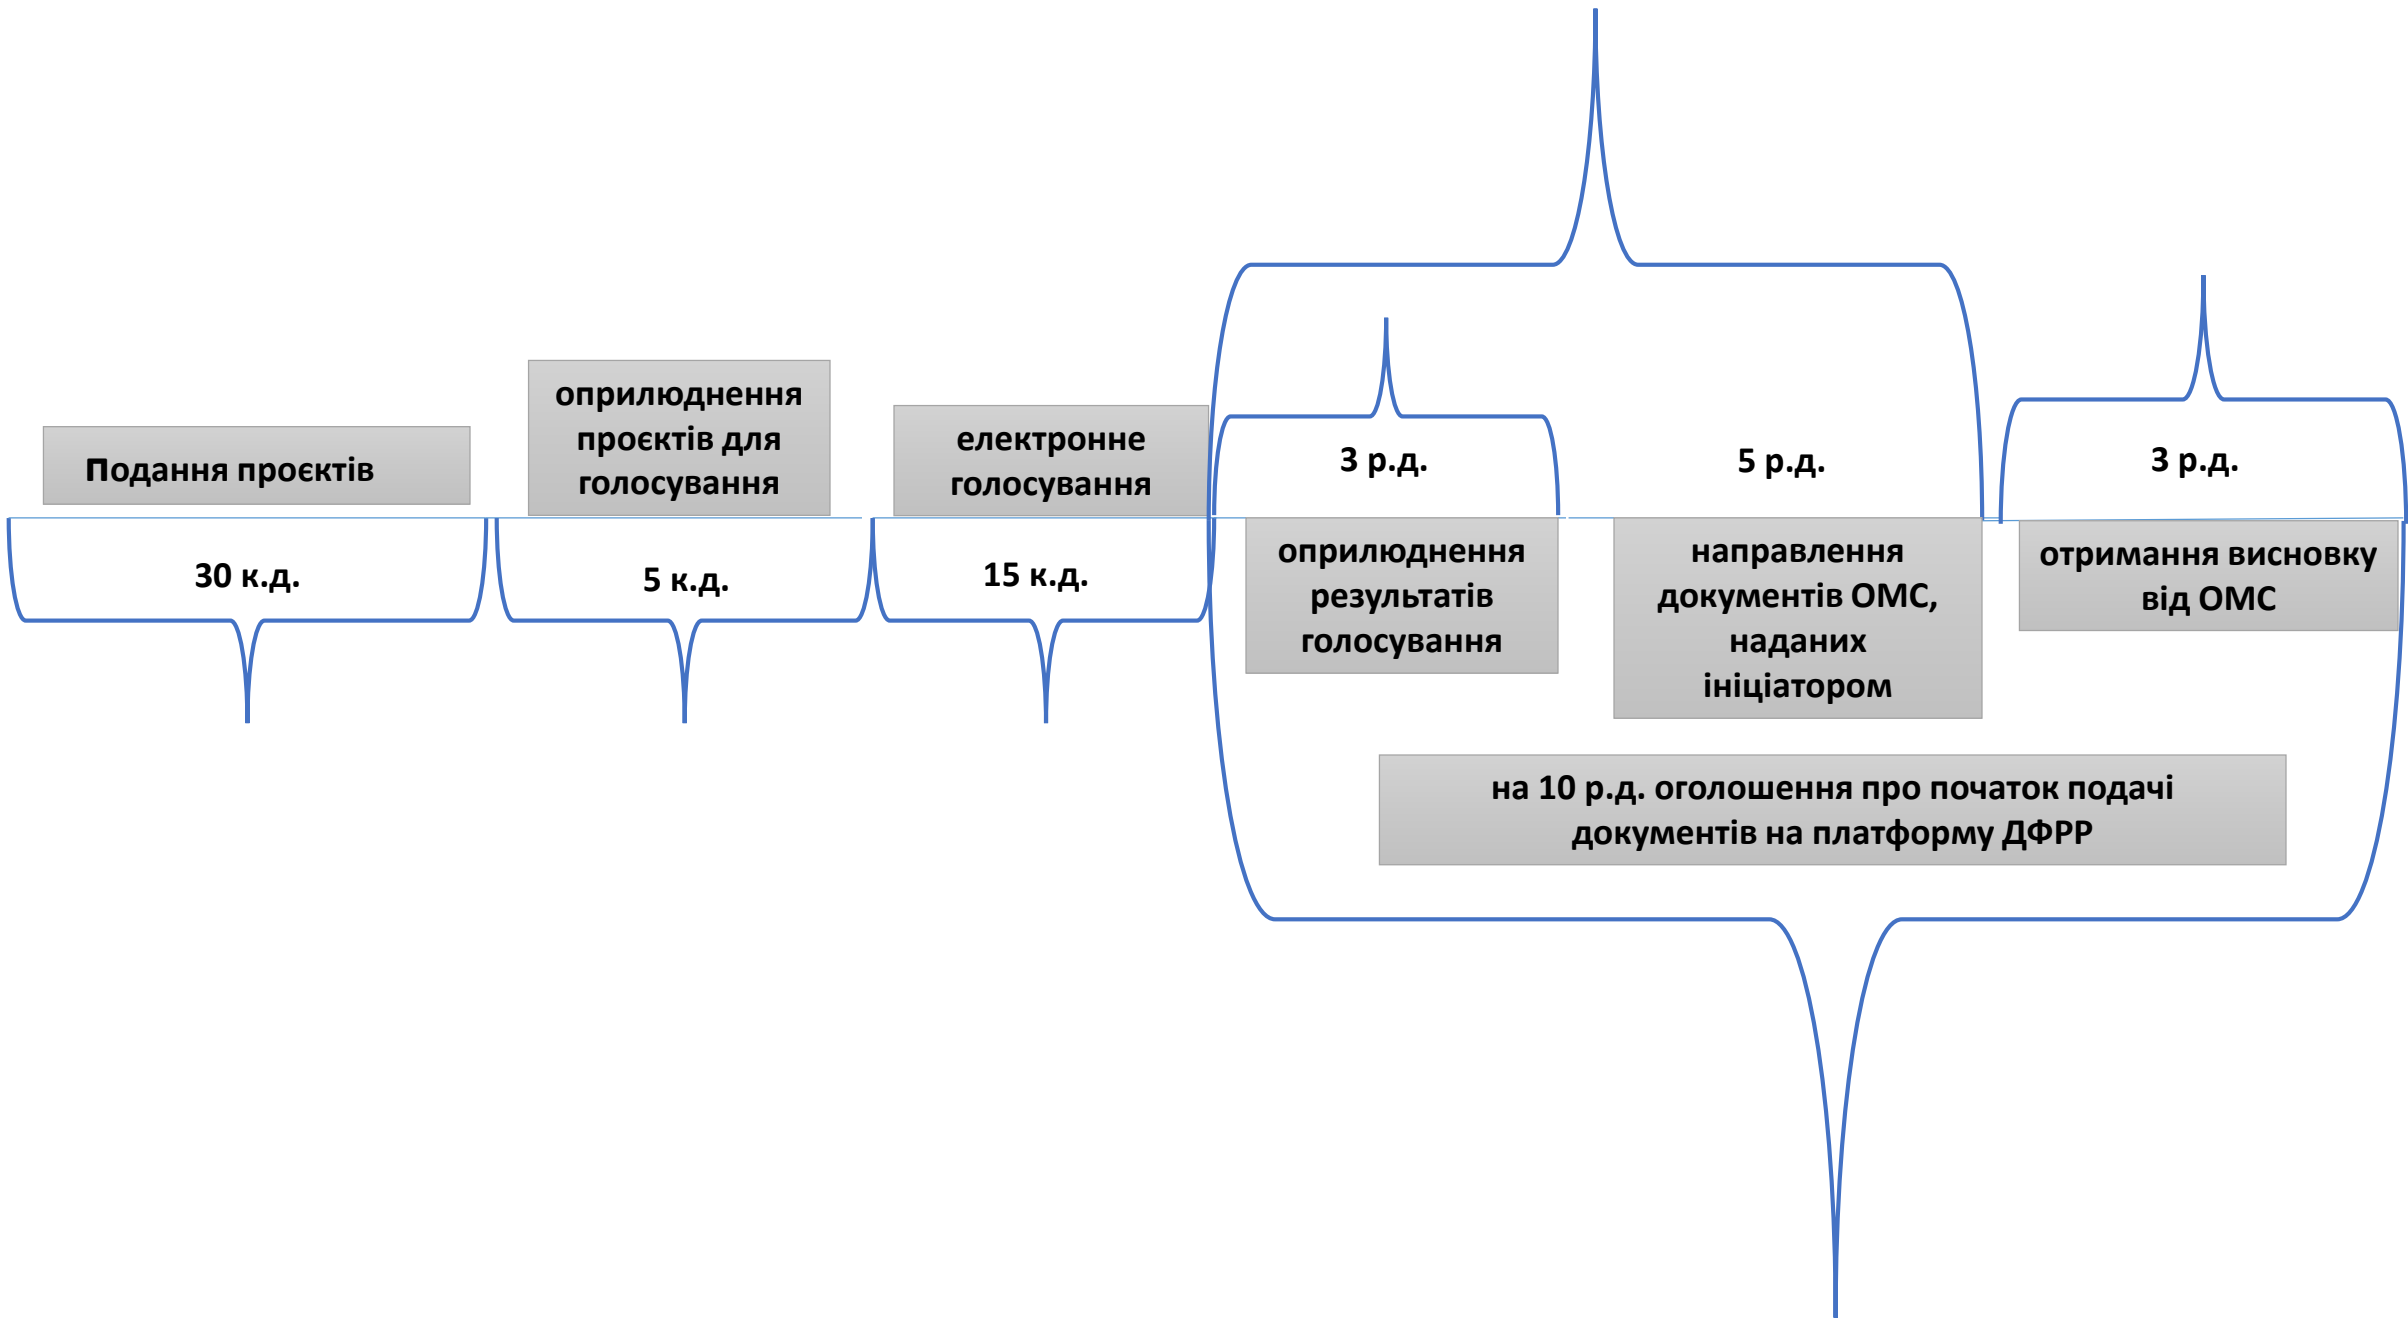 Подання проєктів
30 к.д.
оприлюднення
проєктів для
голосування
5 к.д.
електронне
голосування
15 к.д.
3 р.д.
оприлюднення
результатів
голосування
5 р.д.
направлення
документів ОМС,
наданих
ініціатором
3 р.д.
отримання висновку
від ОМС
на 10 р.д. оголошення про початок подачі
документів на платформу ДФРР